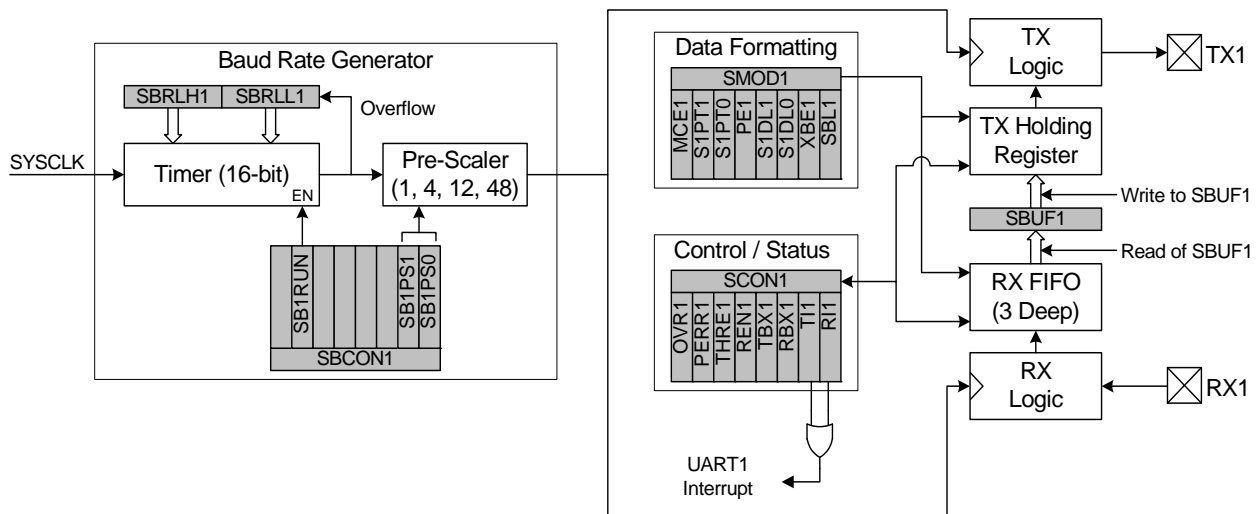 Baud Rate Generator
SBRLH1 SBRLL1
Overflow
SYSCLK
Timer (16-bit)
EN
Pre-Scaler
(1, 4, 12, 48)
SB1RUN
SB1PS1
SB1PS0
SBCON1
Data Formatting
SMOD1
MCE1
S1PT1
S1PT0
PE1
S1DL1
S1DL0
XBE1
SBL1
Control / Status
SCON1
OVR1
PERR1
THRE1
REN1
TBX1
RBX1
TI1
RI1
UART1
Interrupt
TX
Logic
TX1
TX Holding
Register
Write to SBUF1
SBUF1
Read of SBUF1
RX FIFO
(3 Deep)
RX
Logic
RX1